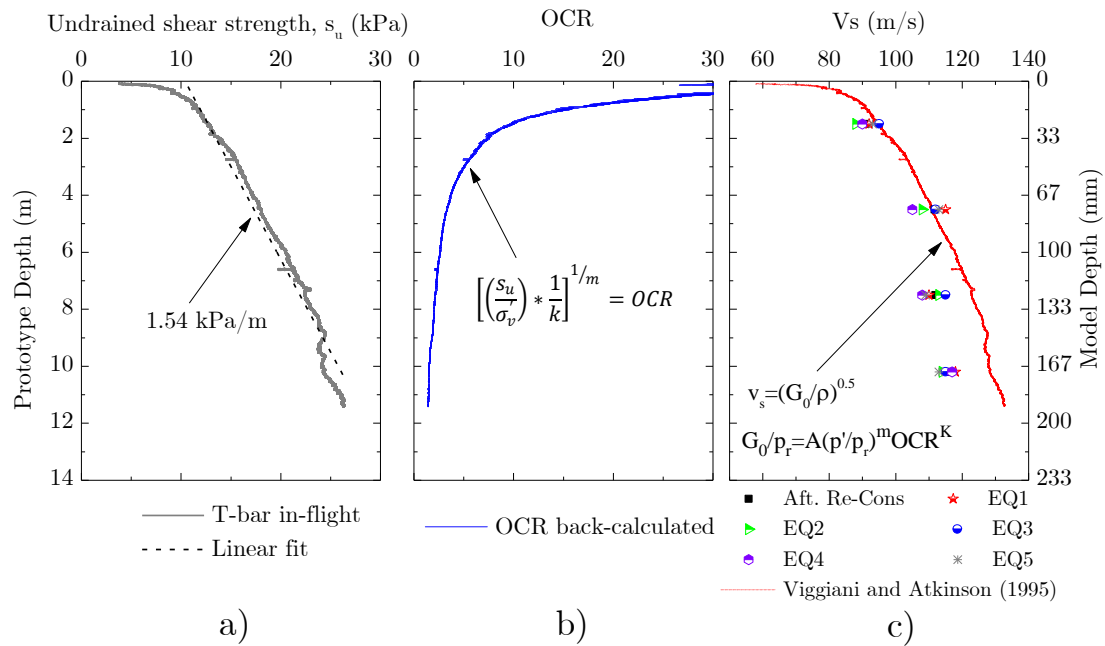 Undrained shear strength, s_u (kPa)
0 5 10 15 20 25 30
0
2
4
6
8
10
12
14
Prototype Depth (m)
1.54 kPa/m
T-bar in-flight
Linear fit
a)
OCR
0 10 20 30
[(s_u/σ'_v) * 1/k]^{1/m} = OCR
OCR back-calculated
b)
Vs (m/s)
60 80 100 120 140
0
33
67
100
133
167
200
233
Model Depth (mm)
v_s=(G_0/ρ)^{0.5}
G_0/p_r=A(p'/p_r)^m OCR^K
Aft. Re-Cons EQ1
EQ2 EQ3
EQ4 EQ5
Viggiani and Atkinson (1995)
c)